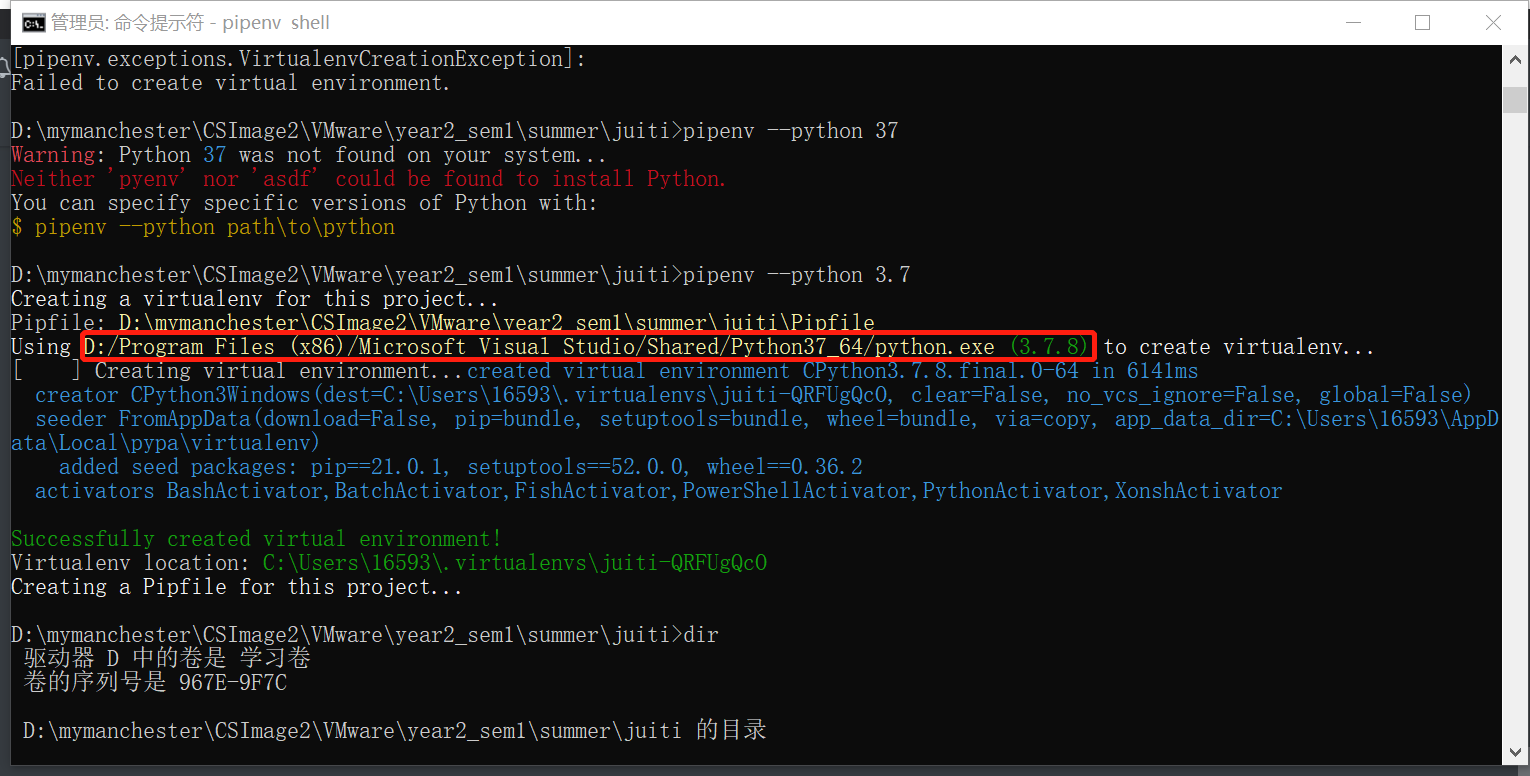 管理员: 命令提示符 - pipenv shell
[pipenv.exceptions.VirtualenvCreationException]:
Failed to create virtual environment.
D:\mymanchester\CSImage2\VMware\year2_sem1\summer\juiti>pipenv --python 37
Warning: Python 37 was not found on your system...
Neither 'pyenv' nor 'asdf' could be found to install Python.
You can specify specific versions of Python with:
$ pipenv --python path\to\python
D:\mymanchester\CSImage2\VMware\year2_sem1\summer\juiti>pipenv --python 3.7
Creating a virtualenv for this project...
Pipfile: D:\mymanchester\CSImage2\VMware\year2_sem1\summer\juiti\Pipfile
Using D:/Program Files (x86)/Microsoft Visual Studio/Shared/Python37_64/python.exe (3.7.8) to create virtualenv...
[    ] Creating virtual environment...created virtual environment CPython3.7.8.final.0-64 in 6141ms
creator CPython3Windows(dest=C:\Users\16593\.virtualenvs\juiti-QRFUgQcO, clear=False, no_vcs_ignore=False, global=False)
seeder FromAppData(download=False, pip=bundle, setuptools=bundle, wheel=bundle, via=copy, app_data_dir=C:\Users\16593\AppD
ata\Local\pypa\virtualenv)
added seed packages: pip==21.0.1, setuptools==52.0.0, wheel==0.36.2
activators BashActivator,BatchActivator,FishActivator,PowerShellActivator,PythonActivator,XonshActivator
Successfully created virtual environment!
Virtualenv location: C:\Users\16593\.virtualenvs\juiti-QRFUgQcO
Creating a Pipfile for this project...
D:\mymanchester\CSImage2\VMware\year2_sem1\summer\juiti>dir
驱动器 D 中的卷是 学习卷
卷的序列号是 967E-9F7C
D:\mymanchester\CSImage2\VMware\year2_sem1\summer\juiti 的目录